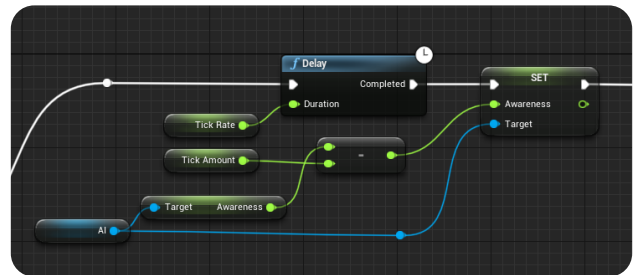 f Delay
Completed
SET
Duration
Awareness
Tick Rate
Target
Tick Amount
-
Target Awareness
AI